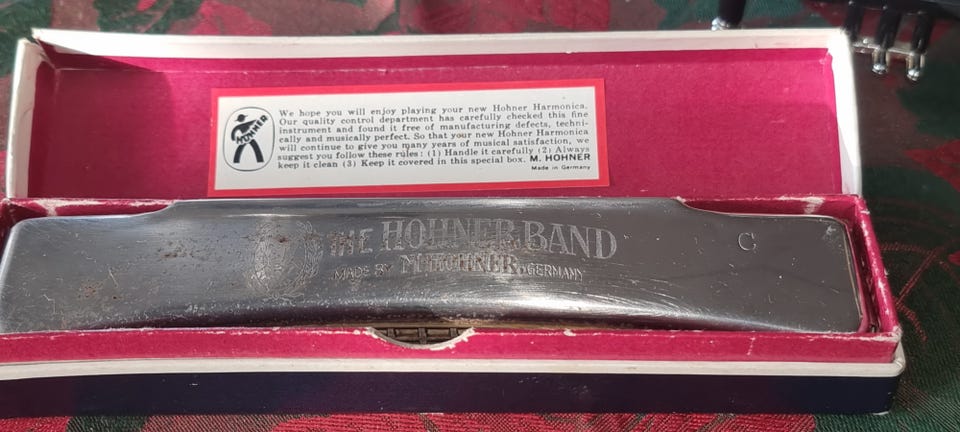 HOHNER
We hope you will enjoy playing your new Hohner Harmonica.
Our quality control department has carefully checked this fine
instrument and found it free of manufacturing defects, techni-
cally and musically perfect. So that your new Hohner Harmonica
will continue to give you many years of musical satisfaction, we
suggest you follow these rules: (1) Handle it carefully (2) Always
keep it clean (3) Keep it covered in this special box. M. HOHNER
Made in Germany
THE HOHNER BAND
MADE BY M. HOHNER, GERMANY
C